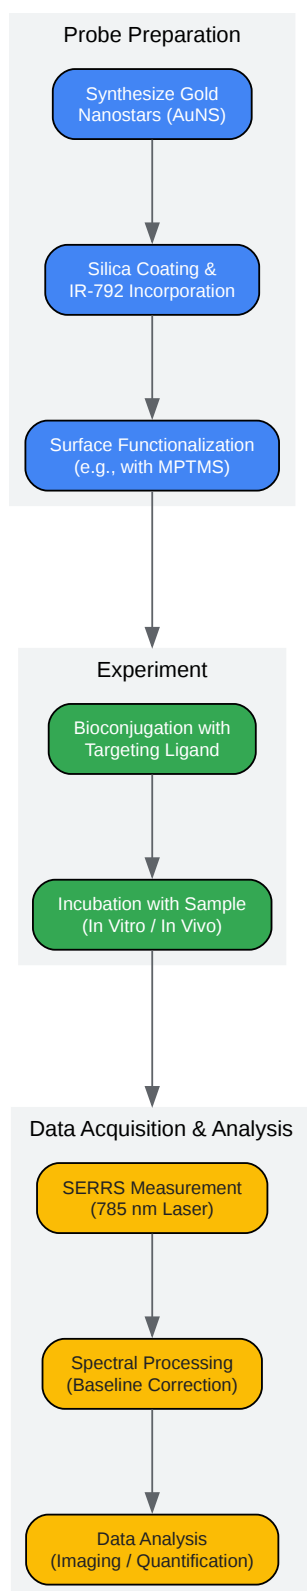 Probe Preparation
Synthesize Gold
Nanostars (AuNS)
Silica Coating &
IR-792 Incorporation
Surface Functionalization
(e.g., with MPTMS)
Experiment
Bioconjugation with
Targeting Ligand
Incubation with Sample
(In Vitro / In Vivo)
Data Acquisition & Analysis
SERRS Measurement
(785 nm Laser)
Spectral Processing
(Baseline Correction)
Data Analysis
(Imaging / Quantification)